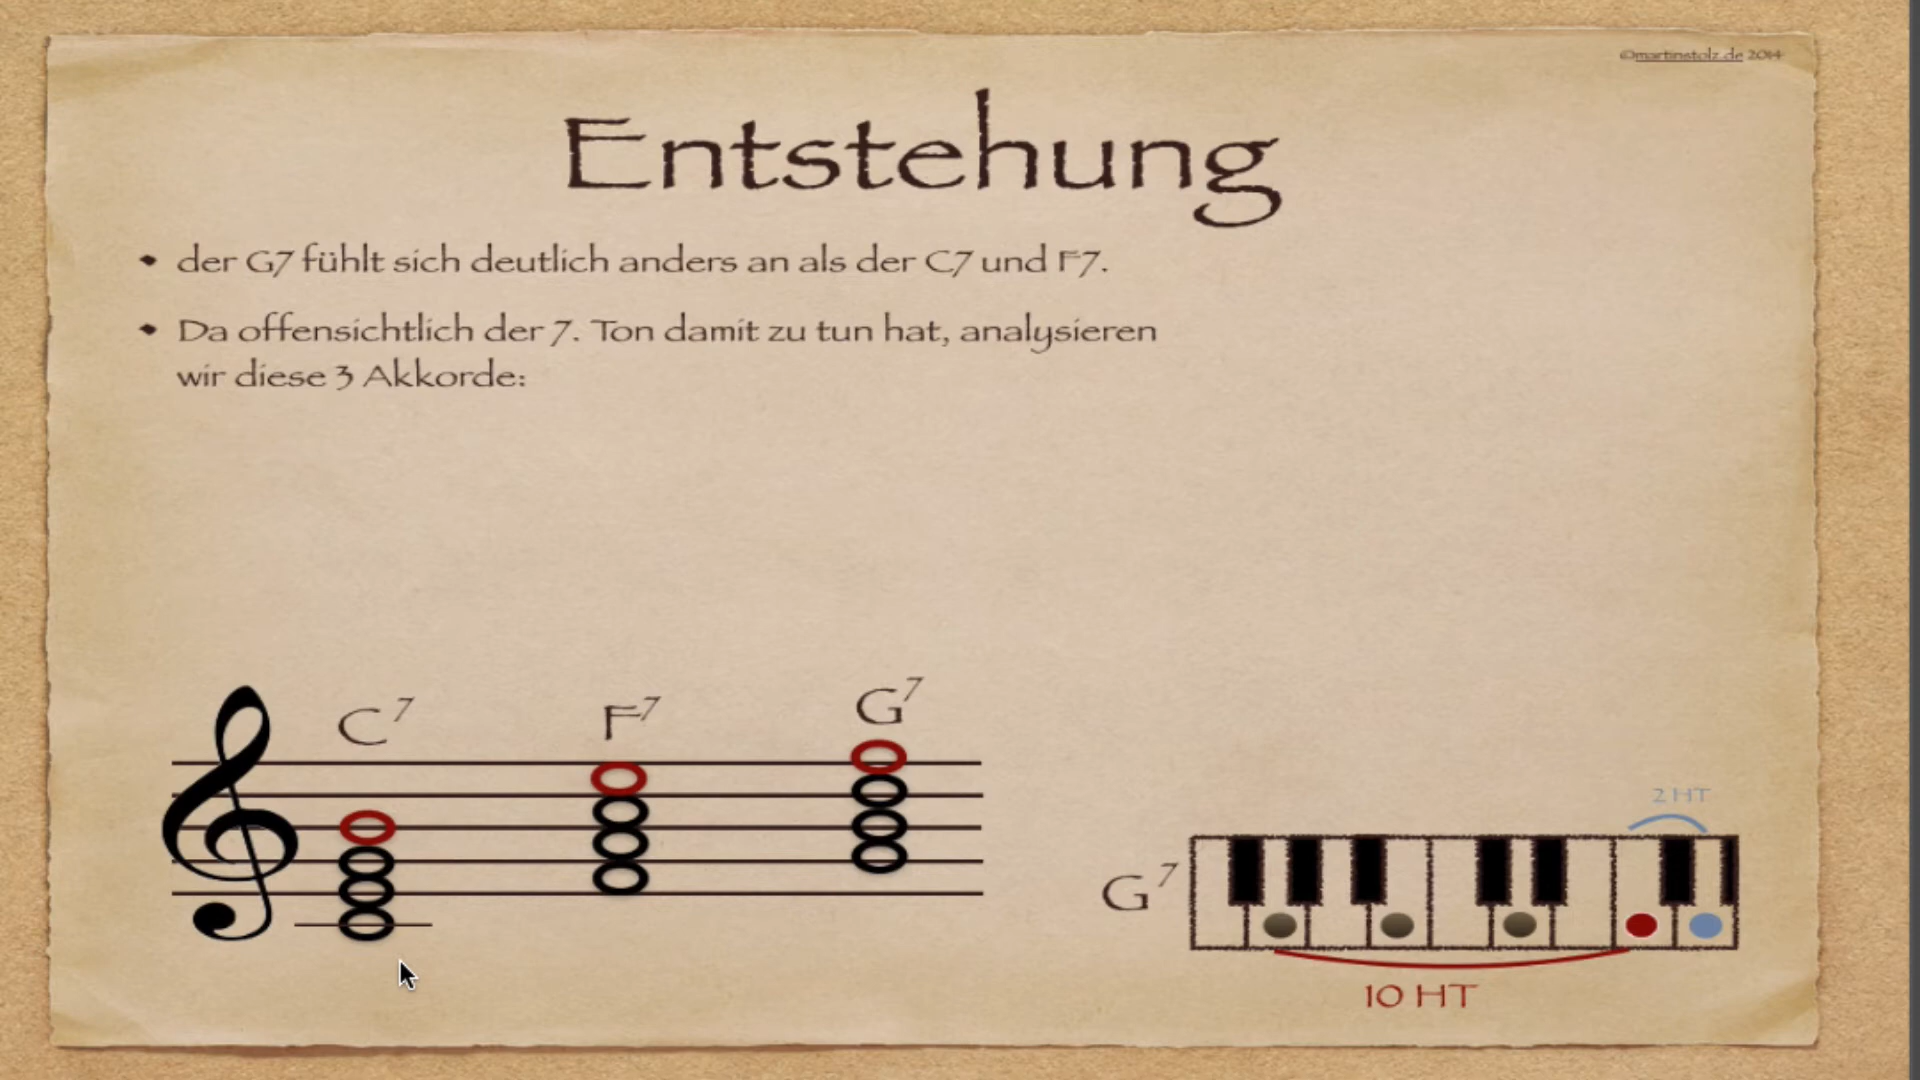 ©martinstolz.de 2014
Entstehung
• der G7 fühlt sich deutlich anders an als der C7 und F7.
• Da offensichtlich der 7. Ton damit zu tun hat, analysieren
wir diese 3 Akkorde:
C7 F7 G7
2 HT
G7
10 HT